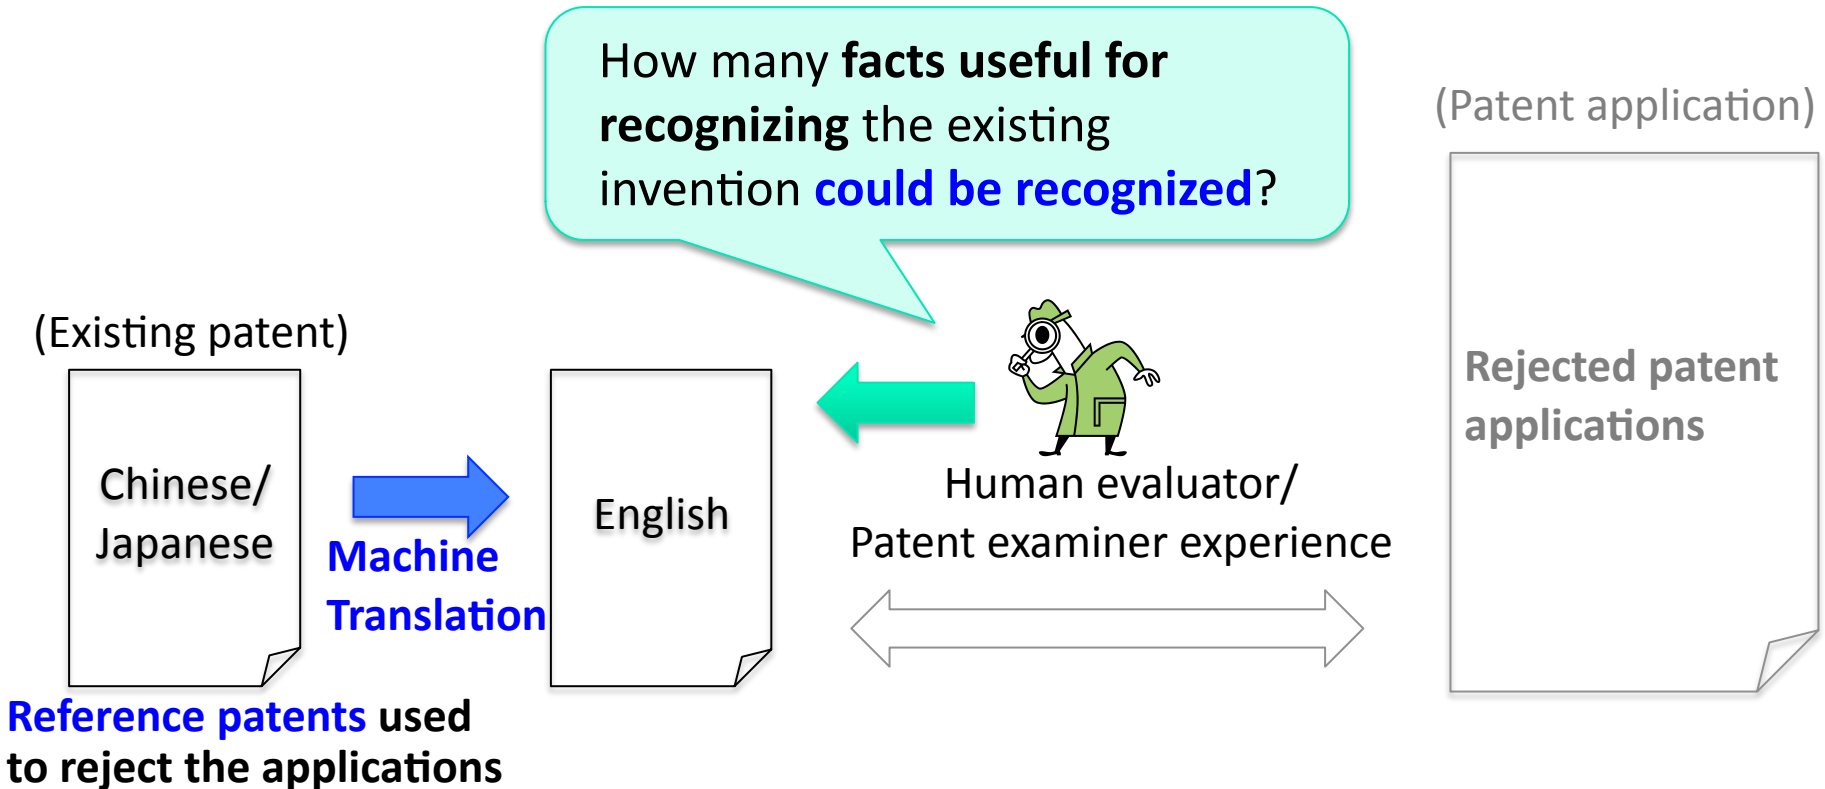 How many facts useful for
recognizing the existing
invention could be recognized?
(Patent application)
(Existing patent)
Rejected patent
applications
Chinese/
Japanese
Machine
Translation
English
Human evaluator/
Patent examiner experience
Reference patents used
to reject the applications